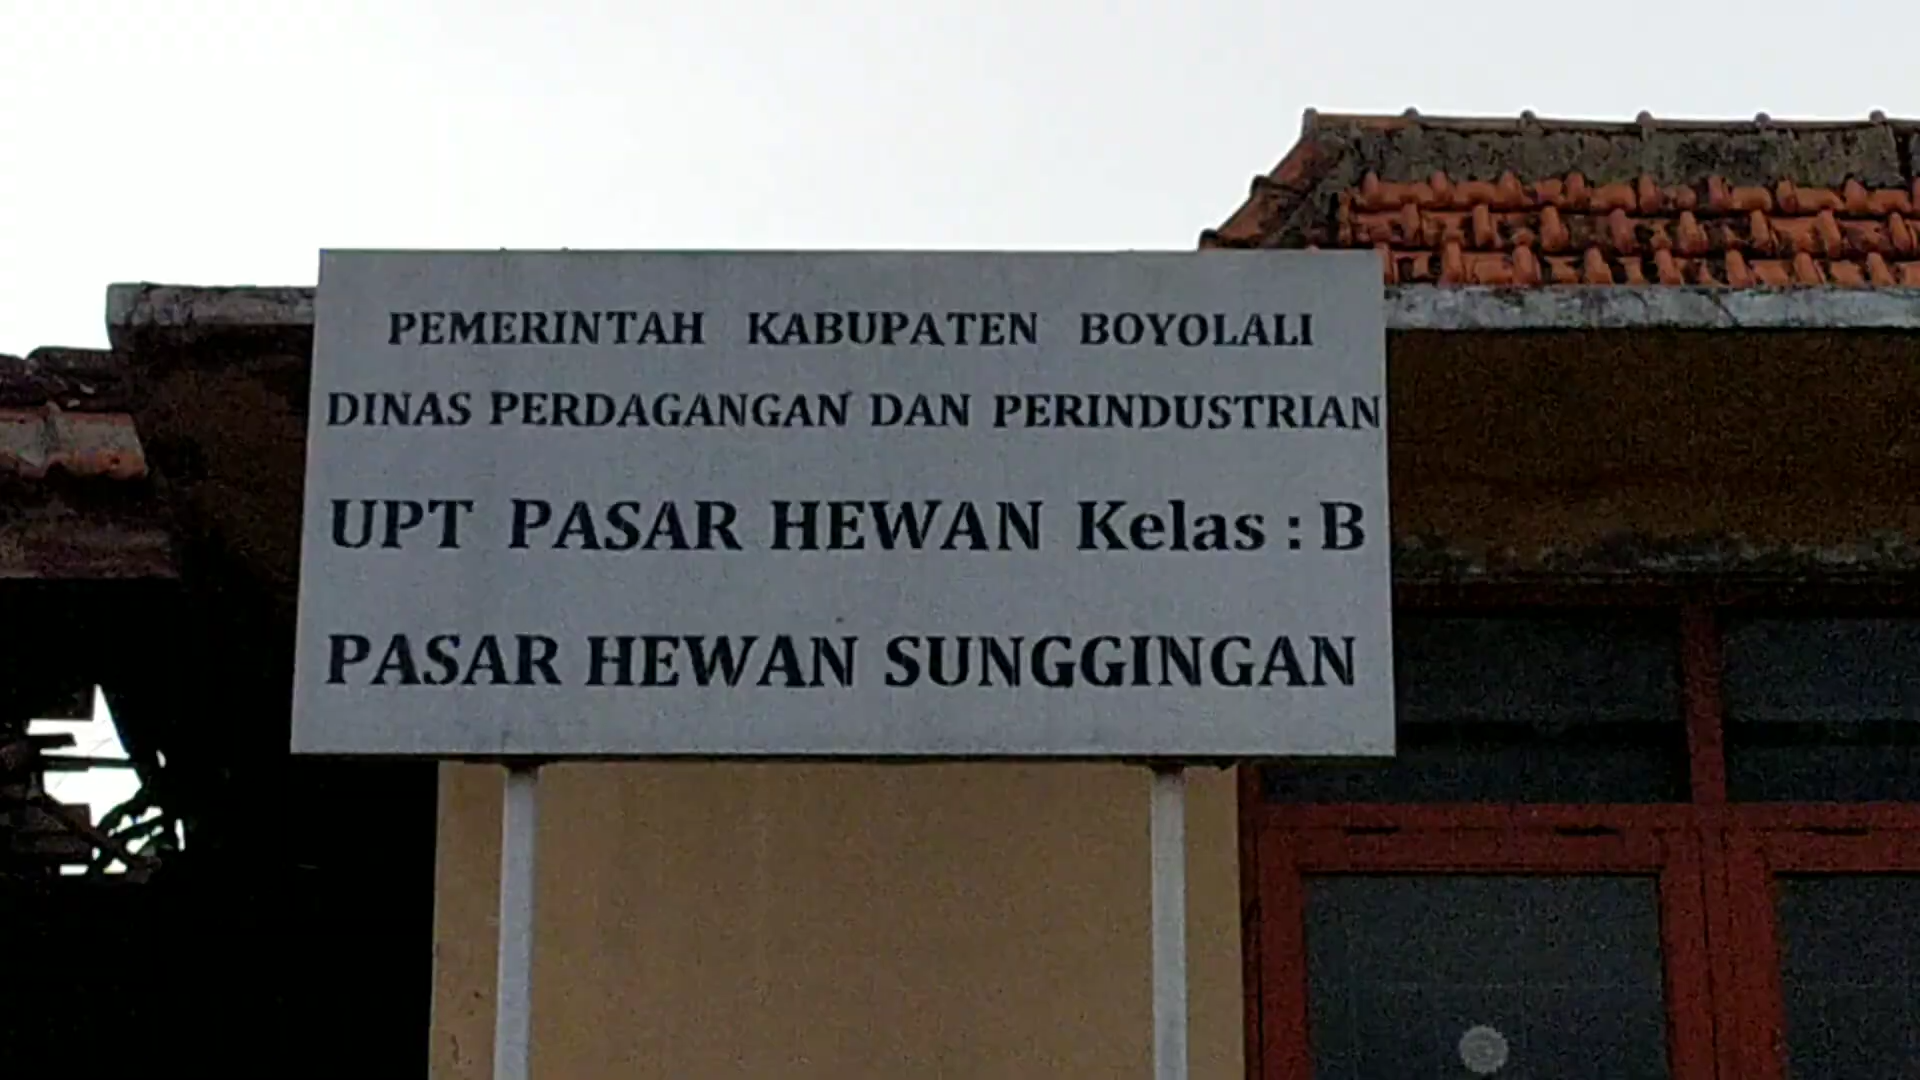 PEMERINTAH KABUPATEN BOYOLALI
DINAS PERDAGANGAN DAN PERINDUSTRIAN
UPT PASAR HEWAN Kelas : B
PASAR HEWAN SUNGGINGAN